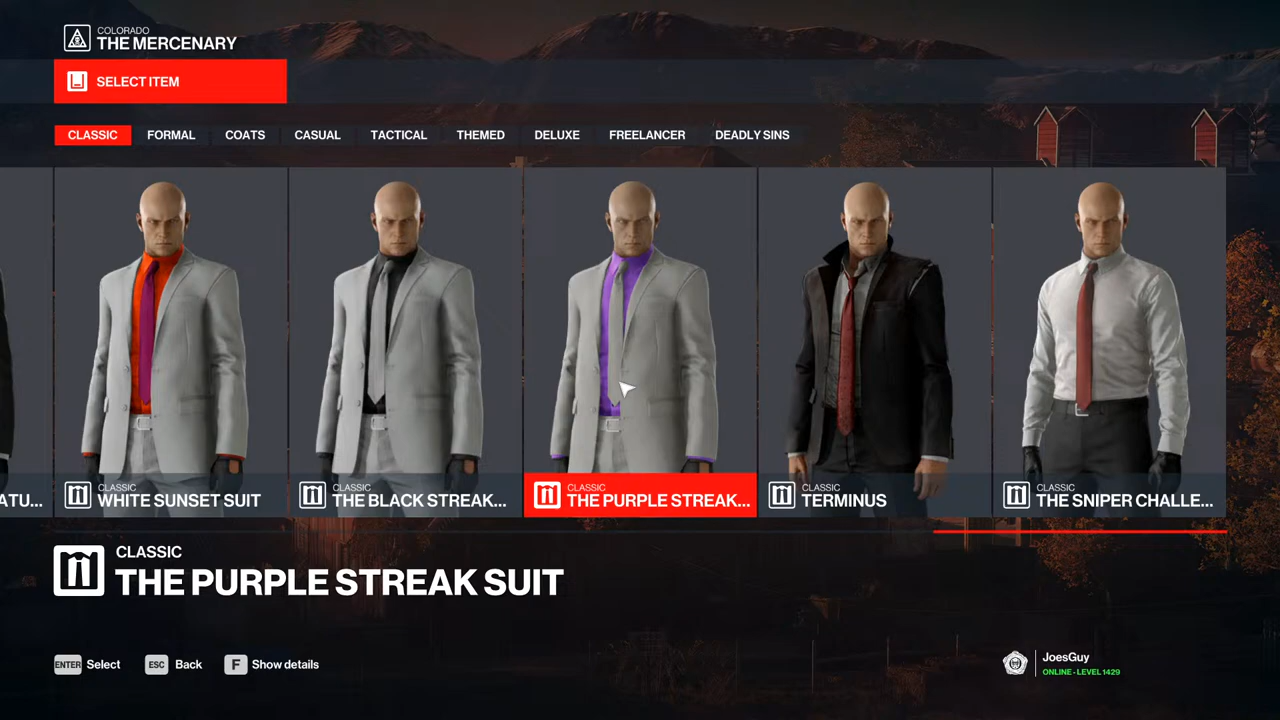 COLORADO
THE MERCENARY
SELECT ITEM
CLASSIC FORMAL COATS CASUAL TACTICAL THEMED DELUXE FREELANCER DEADLY SINS
ATU...
CLASSIC
WHITE SUNSET SUIT
CLASSIC
THE BLACK STREAK...
CLASSIC
THE PURPLE STREAK...
CLASSIC
TERMINUS
CLASSIC
THE SNIPER CHALLE...
CLASSIC
THE PURPLE STREAK SUIT
ENTER Select ESC Back F Show details
JoesGuy
ONLINE - LEVEL 1429